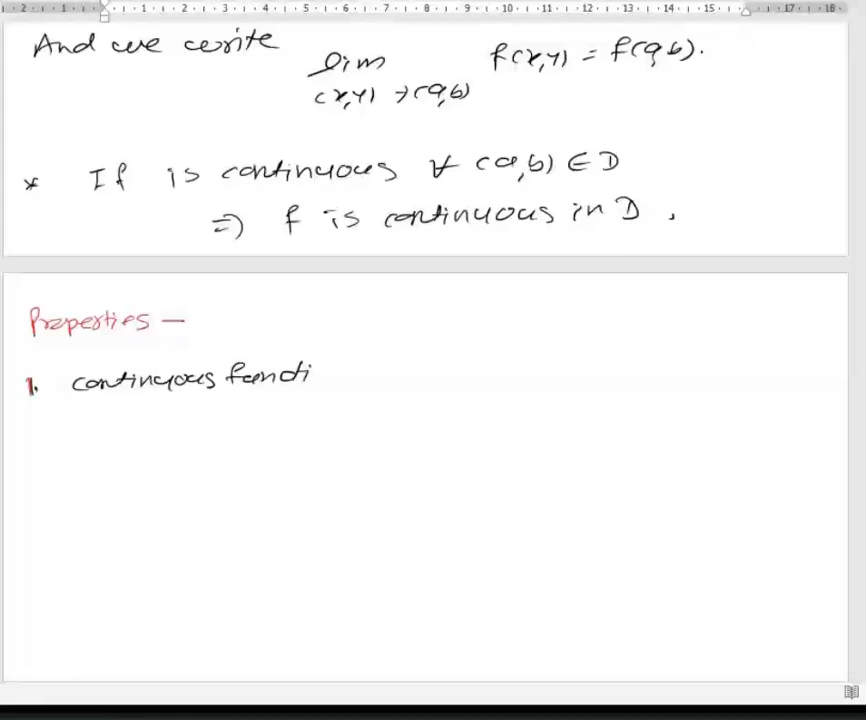 And we write lim f(x,y) = f(a,b).
(x,y) → (a,b)
* If is continuous ∀ (a,b) ∈ D
⇒ f is continuous in D.
Properties —
1. continuous functi